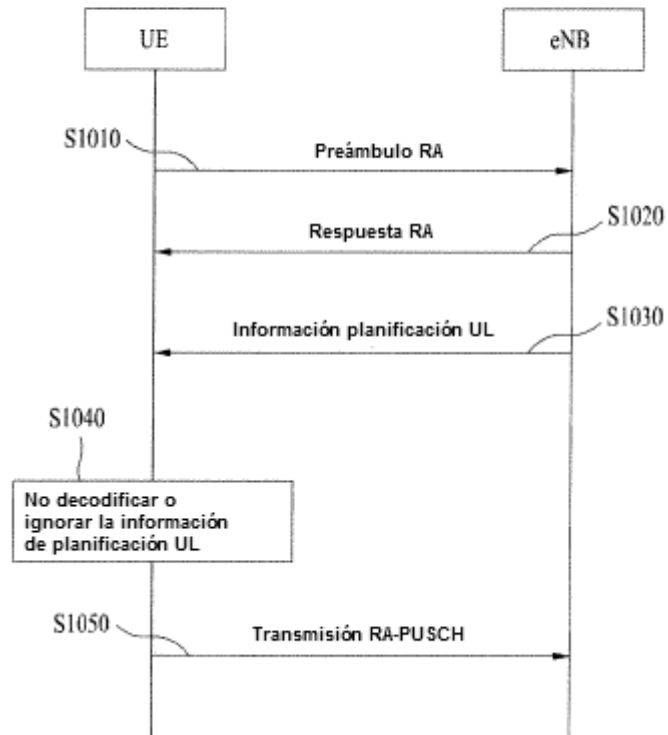 UE
eNB
S1010
Preámbulo RA
Respuesta RA
S1020
Información planificación UL
S1030
S1040
No decodificar o
ignorar la información
de planificación UL
S1050
Transmisión RA-PUSCH